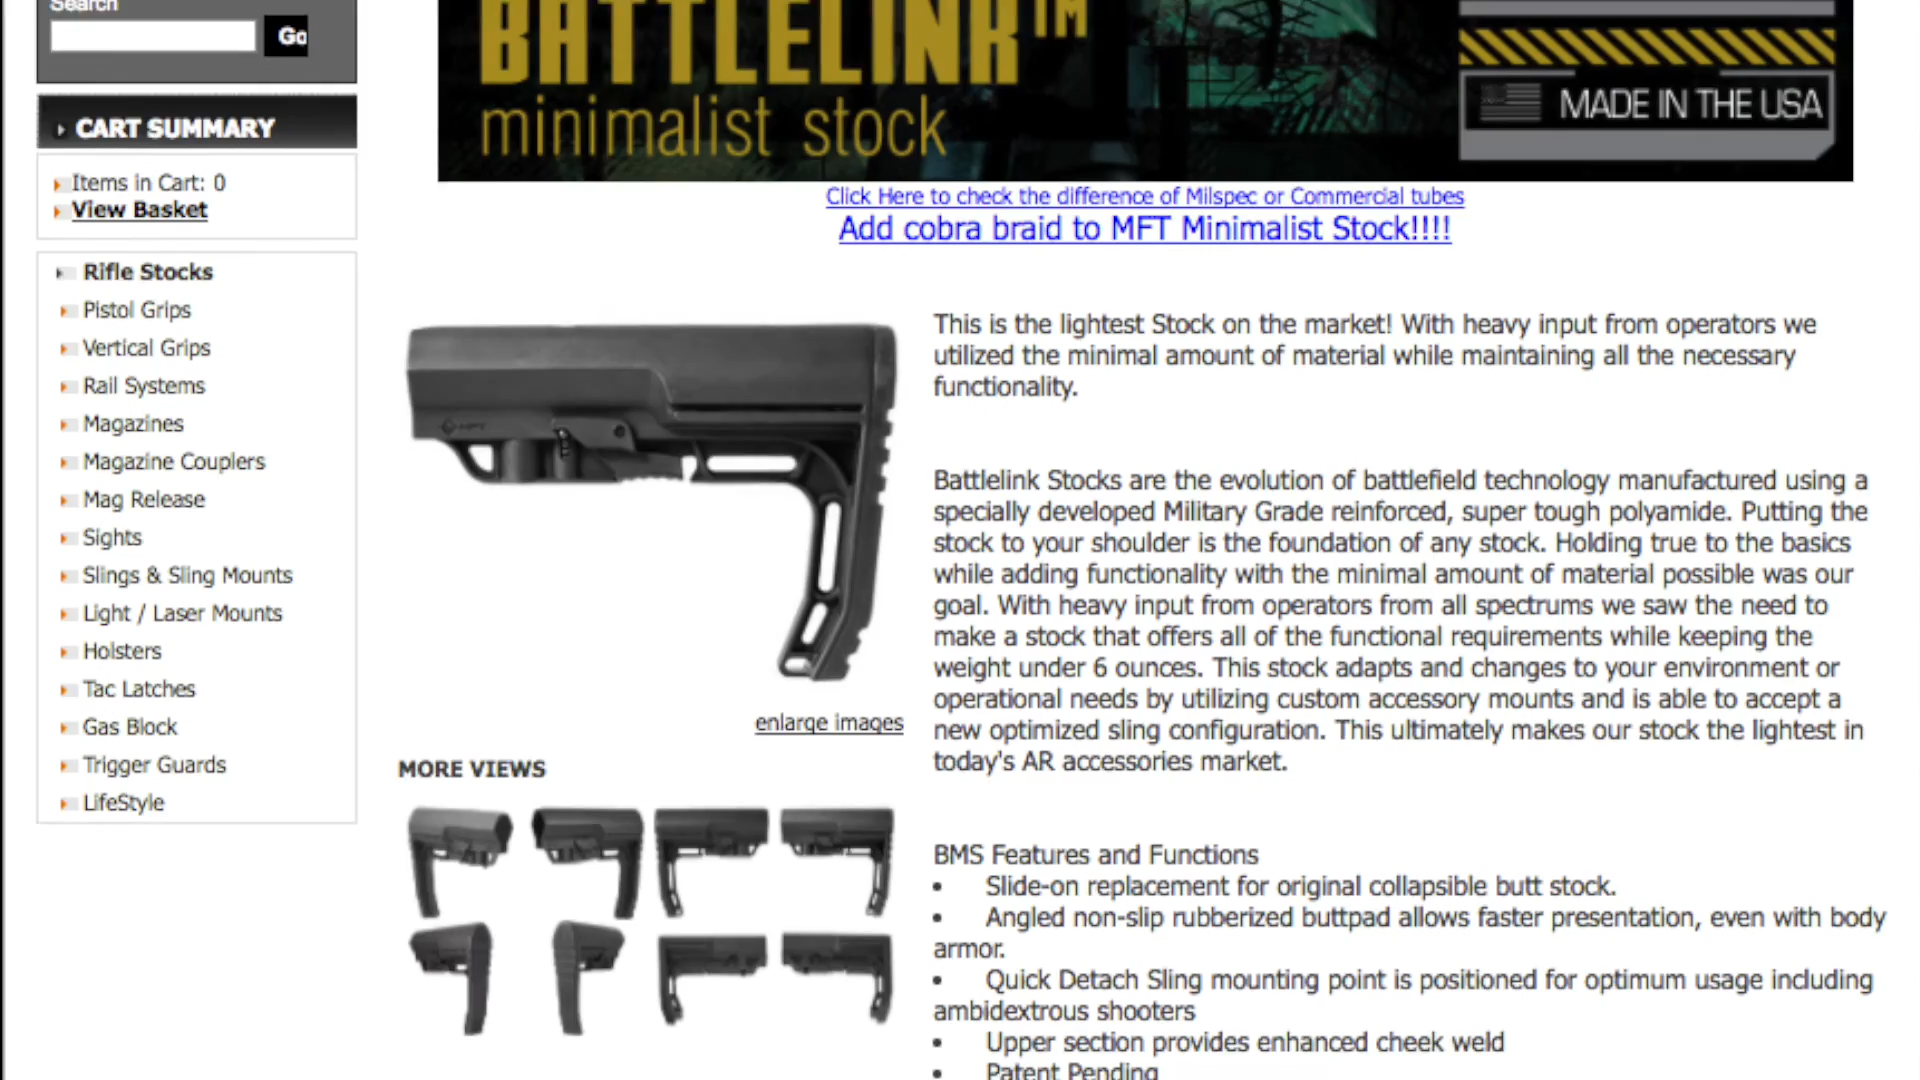 Search
Go
CART SUMMARY
Items in Cart: 0
View Basket
Rifle Stocks
Pistol Grips
Vertical Grips
Rail Systems
Magazines
Magazine Couplers
Mag Release
Sights
Slings & Sling Mounts
Light / Laser Mounts
Holsters
Tac Latches
Gas Block
Trigger Guards
LifeStyle
BATTLELINK™
minimalist stock
MADE IN THE USA
Click Here to check the difference of Milspec or Commercial tubes
Add cobra braid to MFT Minimalist Stock!!!!
enlarge images
MORE VIEWS
This is the lightest Stock on the market! With heavy input from operators we
utilized the minimal amount of material while maintaining all the necessary
functionality.
Battlelink Stocks are the evolution of battlefield technology manufactured using a
specially developed Military Grade reinforced, super tough polyamide. Putting the
stock to your shoulder is the foundation of any stock. Holding true to the basics
while adding functionality with the minimal amount of material possible was our
goal. With heavy input from operators from all spectrums we saw the need to
make a stock that offers all of the functional requirements while keeping the
weight under 6 ounces. This stock adapts and changes to your environment or
operational needs by utilizing custom accessory mounts and is able to accept a
new optimized sling configuration. This ultimately makes our stock the lightest in
today's AR accessories market.
BMS Features and Functions
• Slide-on replacement for original collapsible butt stock.
• Angled non-slip rubberized buttpad allows faster presentation, even with body
armor.
• Quick Detach Sling mounting point is positioned for optimum usage including
ambidextrous shooters
• Upper section provides enhanced cheek weld
• Patent Pending